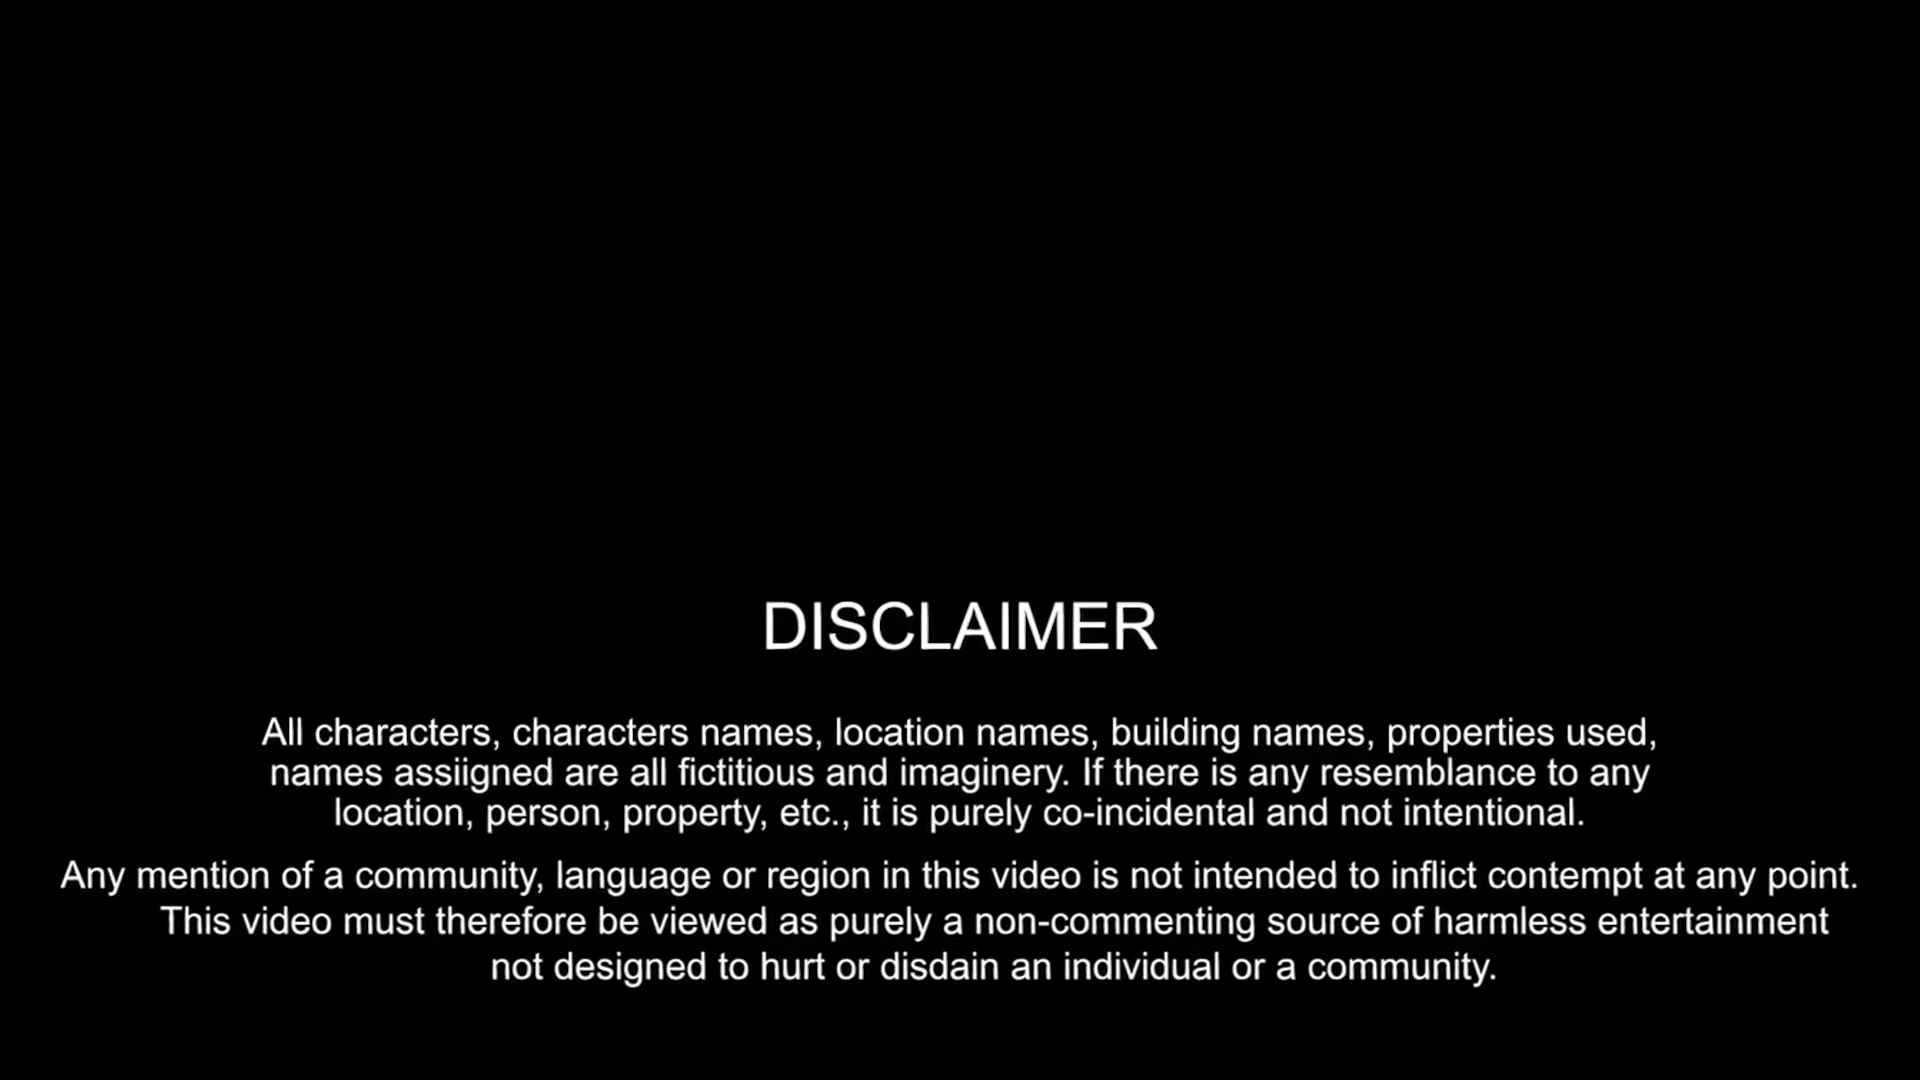 DISCLAIMER
All characters, characters names, location names, building names, properties used,
names assiigned are all fictitious and imaginery. If there is any resemblance to any
location, person, property, etc., it is purely co-incidental and not intentional.
Any mention of a community, language or region in this video is not intended to inflict contempt at any point.
This video must therefore be viewed as purely a non-commenting source of harmless entertainment
not designed to hurt or disdain an individual or a community.